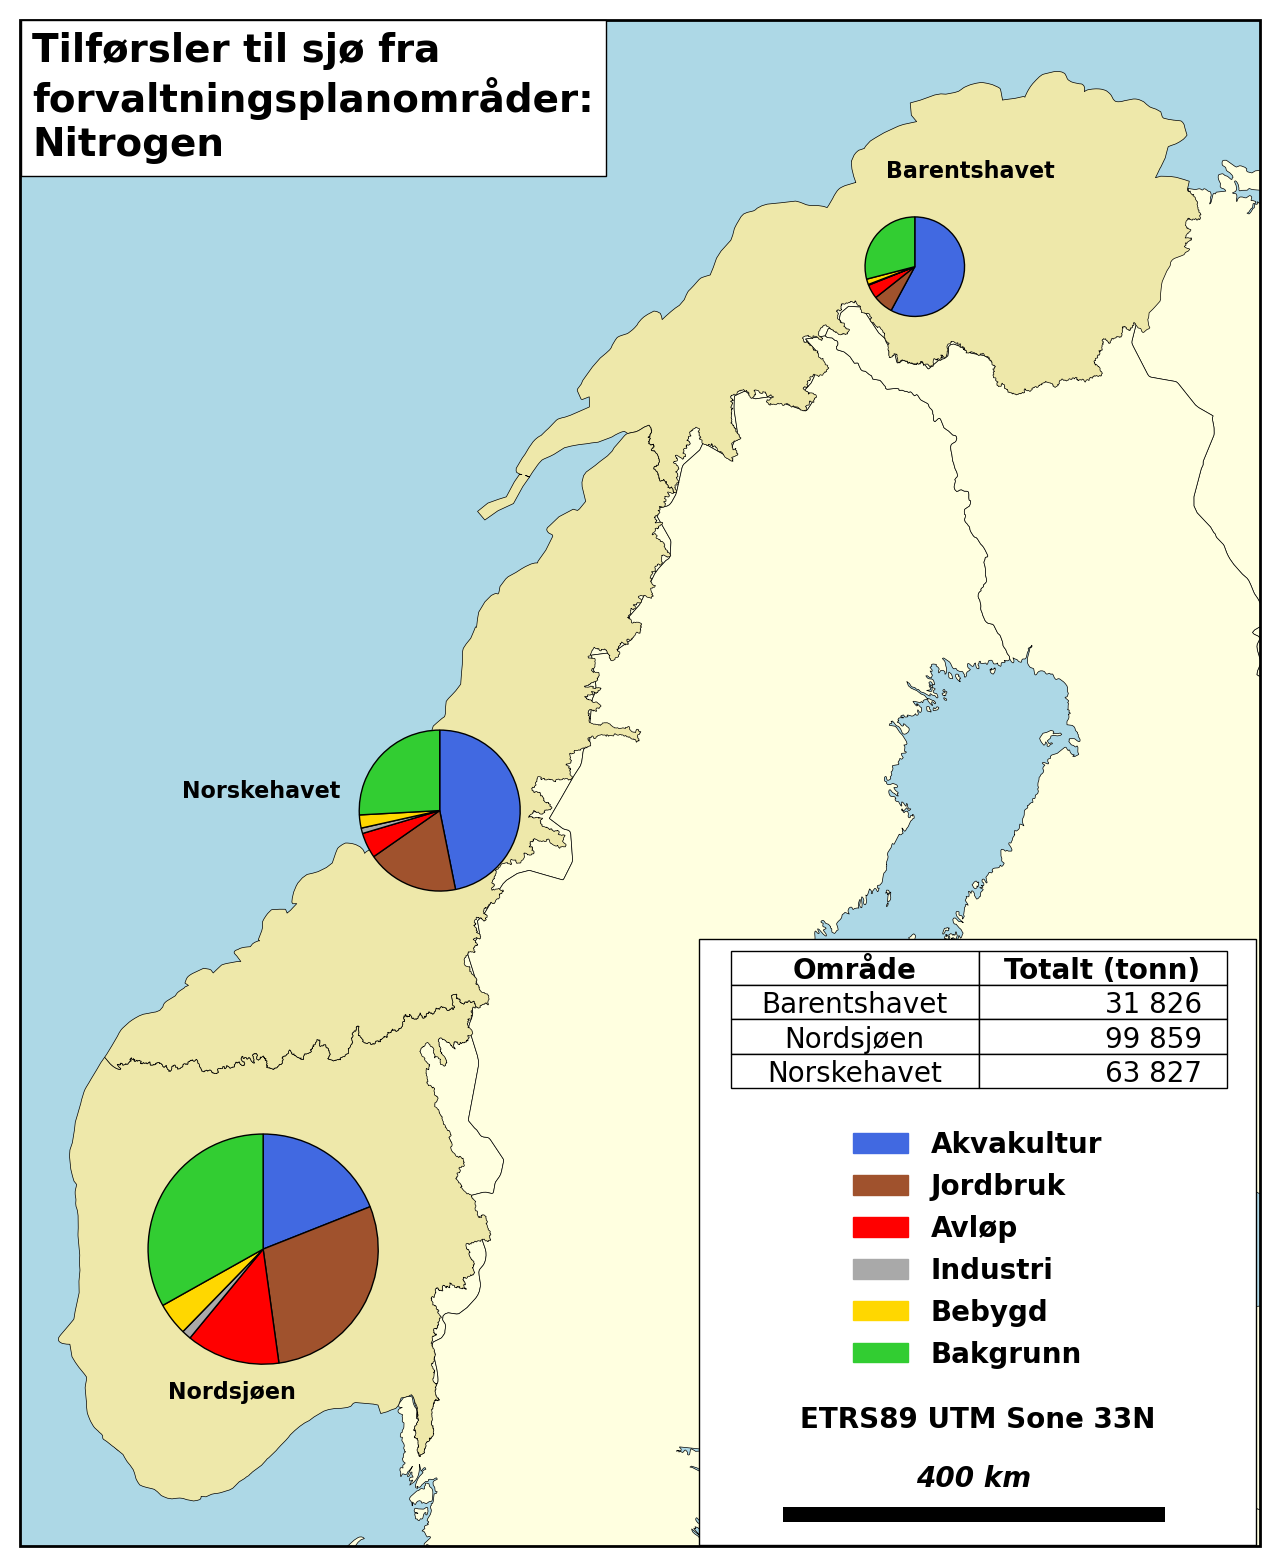 Tilførsler til sjø fra
forvaltningsplanområder:
Nitrogen
Barentshavet
Norskehavet
Nordsjøen
Område Totalt (tonn)
Barentshavet 31 826
Nordsjøen 99 859
Norskehavet 63 827
Akvakultur
Jordbruk
Avløp
Industri
Bebygd
Bakgrunn
ETRS89 UTM Sone 33N
400 km